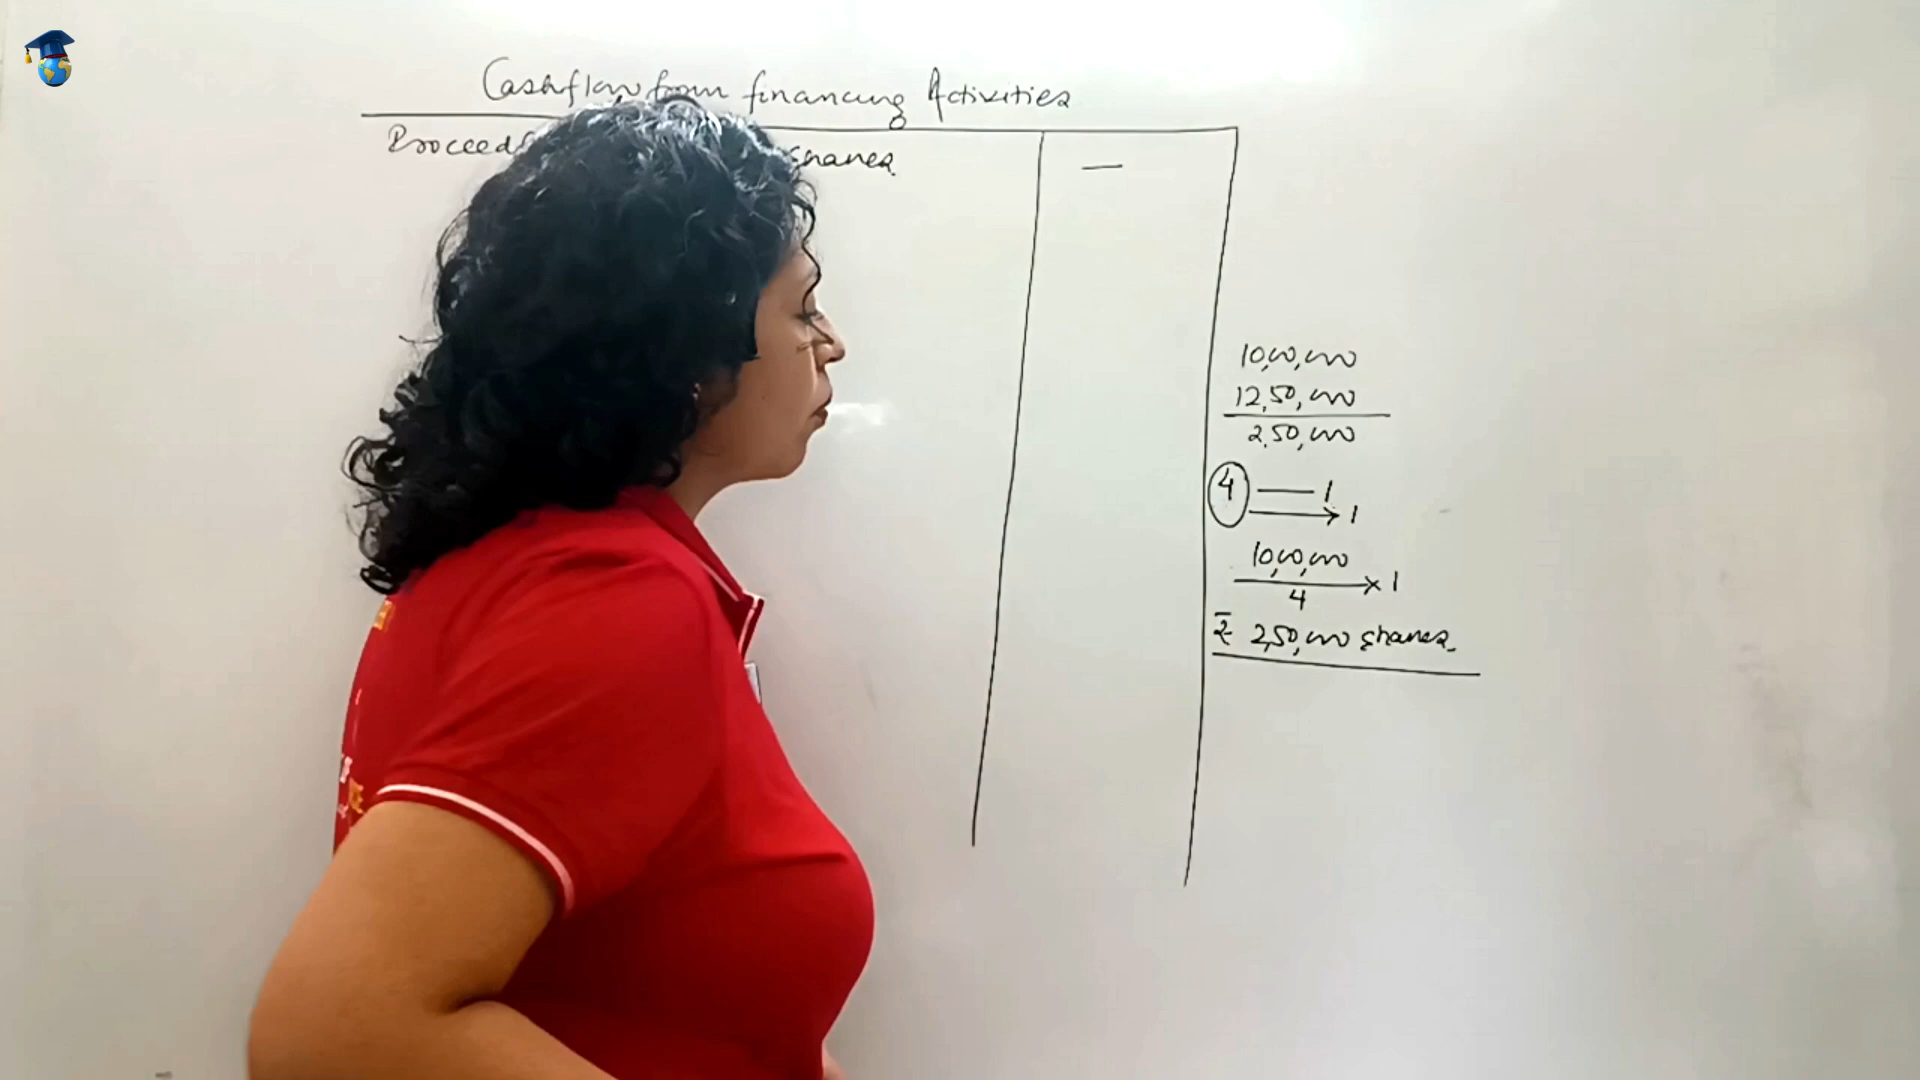 Cashflow from financing Activities
Proceeds shares
—
10,00,000
12,50,000
2,50,000
4 — 1
→ 1
10,00,000
× 1
4
= 2,50,000 shares